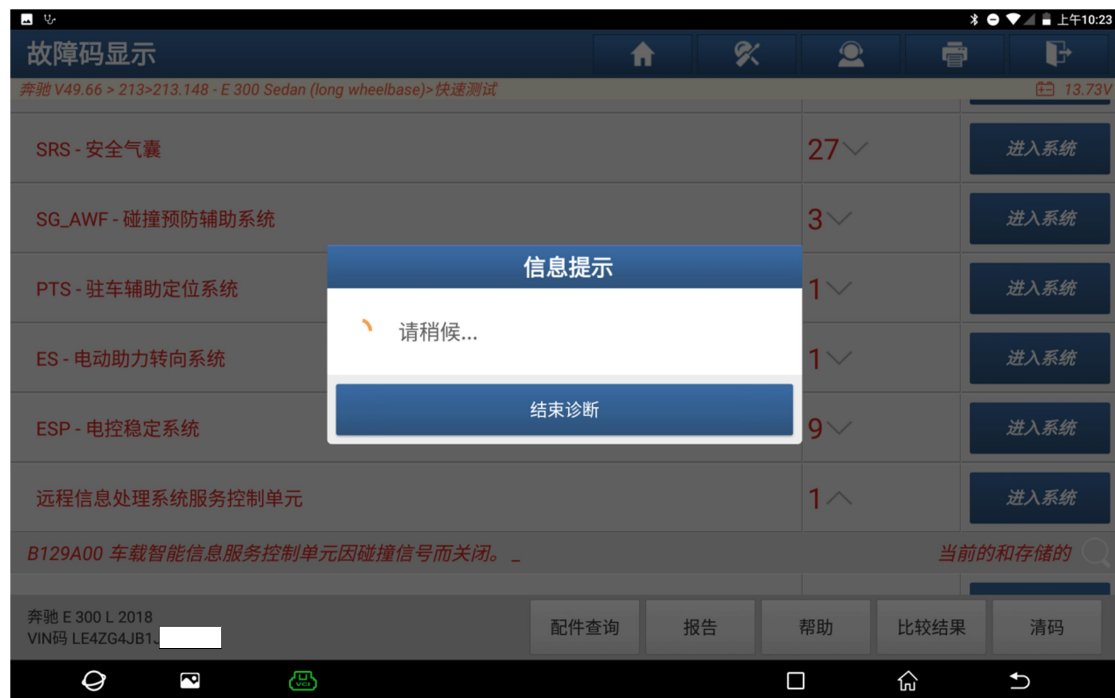 上午10:23
故障码显示
奔驰 V49.66 > 213>213.148 - E 300 Sedan (long wheelbase)>快速测试 13.73V
SRS - 安全气囊 27 进入系统
SG_AWF - 碰撞预防辅助系统 3 进入系统
信息提示
PTS - 驻车辅助定位系统 1 进入系统
请稍候...
ES - 电动助力转向系统 1 进入系统
结束诊断
ESP - 电控稳定系统 9 进入系统
远程信息处理系统服务控制单元 1 进入系统
B129A00 车载智能信息服务控制单元因碰撞信号而关闭。 _ 当前的和存储的
奔驰 E 300 L 2018
VIN码 LE4ZG4JB1J
配件查询 报告 帮助 比较结果 清码
VCI